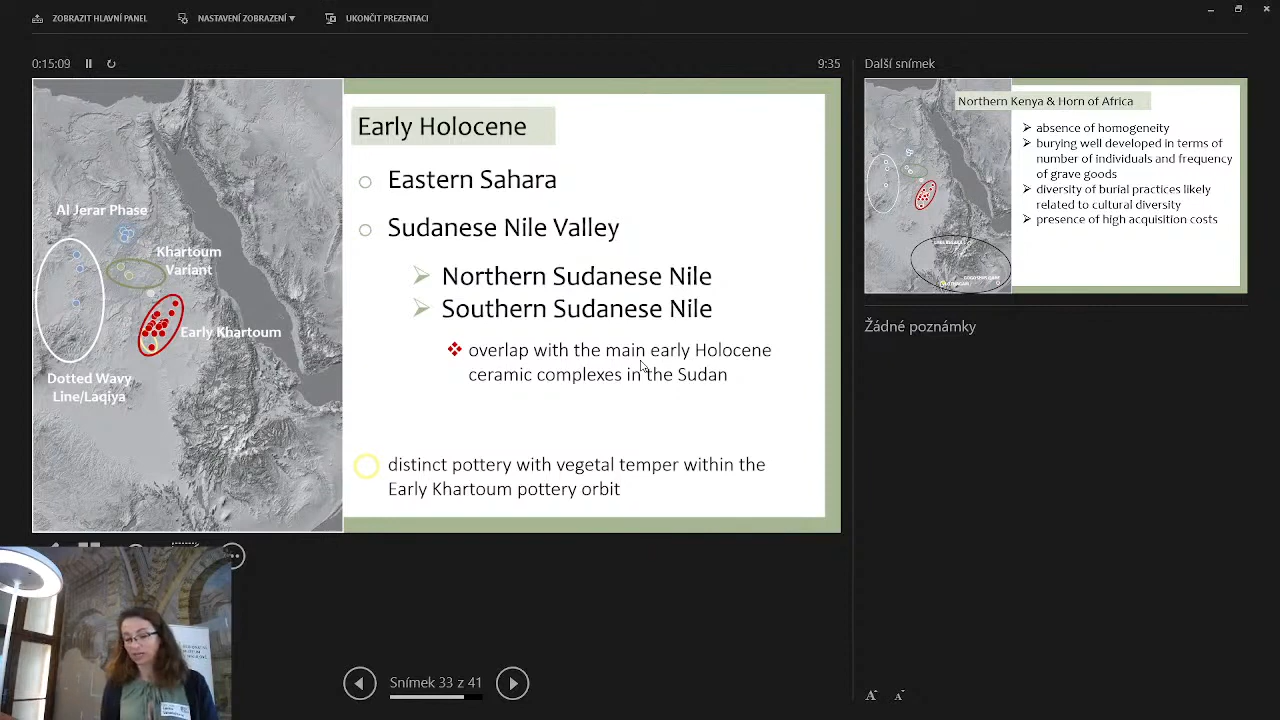 ZOBRAZIT HLAVNÍ PANEL
NASTAVENÍ ZOBRAZENÍ
UKONČIT PREZENTACI
0:15:09
9:35
Al Jerar Phase
Khartoum
Variant
Early Khartoum
Dotted Wavy
Line/Laqiya
Early Holocene
Eastern Sahara
Sudanese Nile Valley
Northern Sudanese Nile
Southern Sudanese Nile
overlap with the main early Holocene
ceramic complexes in the Sudan
distinct pottery with vegetal temper within the
Early Khartoum pottery orbit
Další snímek
Northern Kenya & Horn of Africa
absence of homogeneity
burying well developed in terms of
number of individuals and frequency
of grave goods
diversity of burial practices likely
related to cultural diversity
presence of high acquisition costs
Žádné poznámky
Snímek 33 z 41
A A